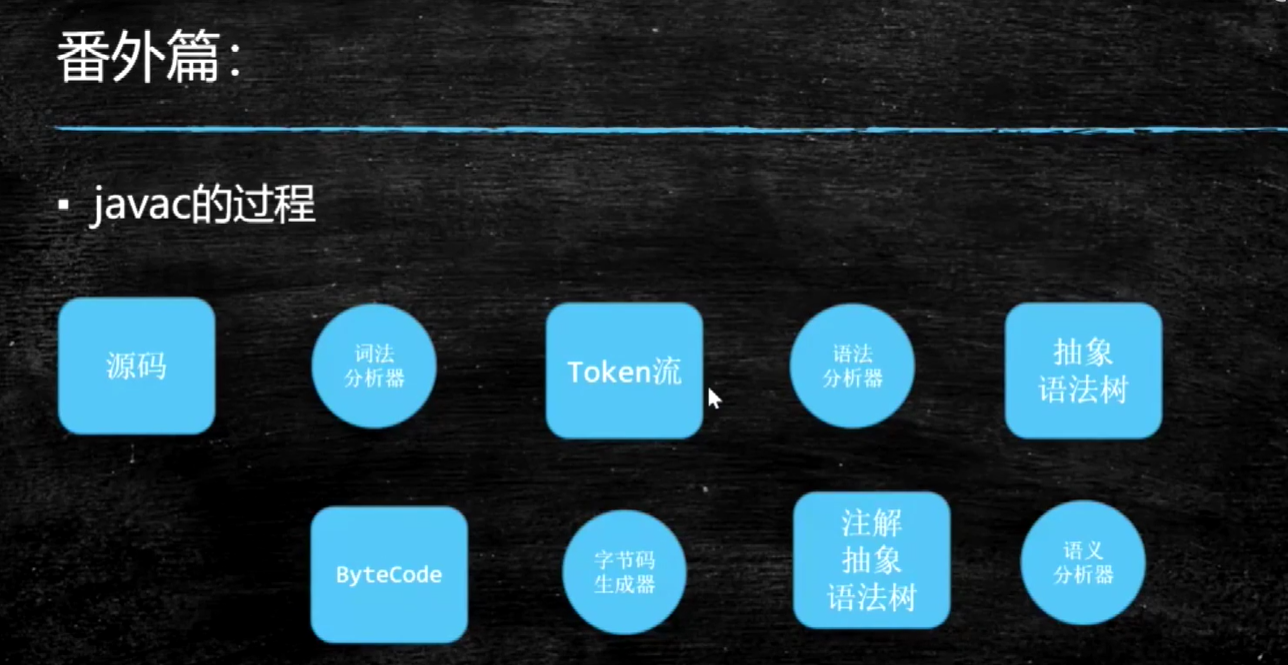 番外篇：
▪ javac的过程
源码
词法
分析器
Token流
语法
分析器
抽象
语法树
ByteCode
字节码
生成器
注解
抽象
语法树
语义
分析器